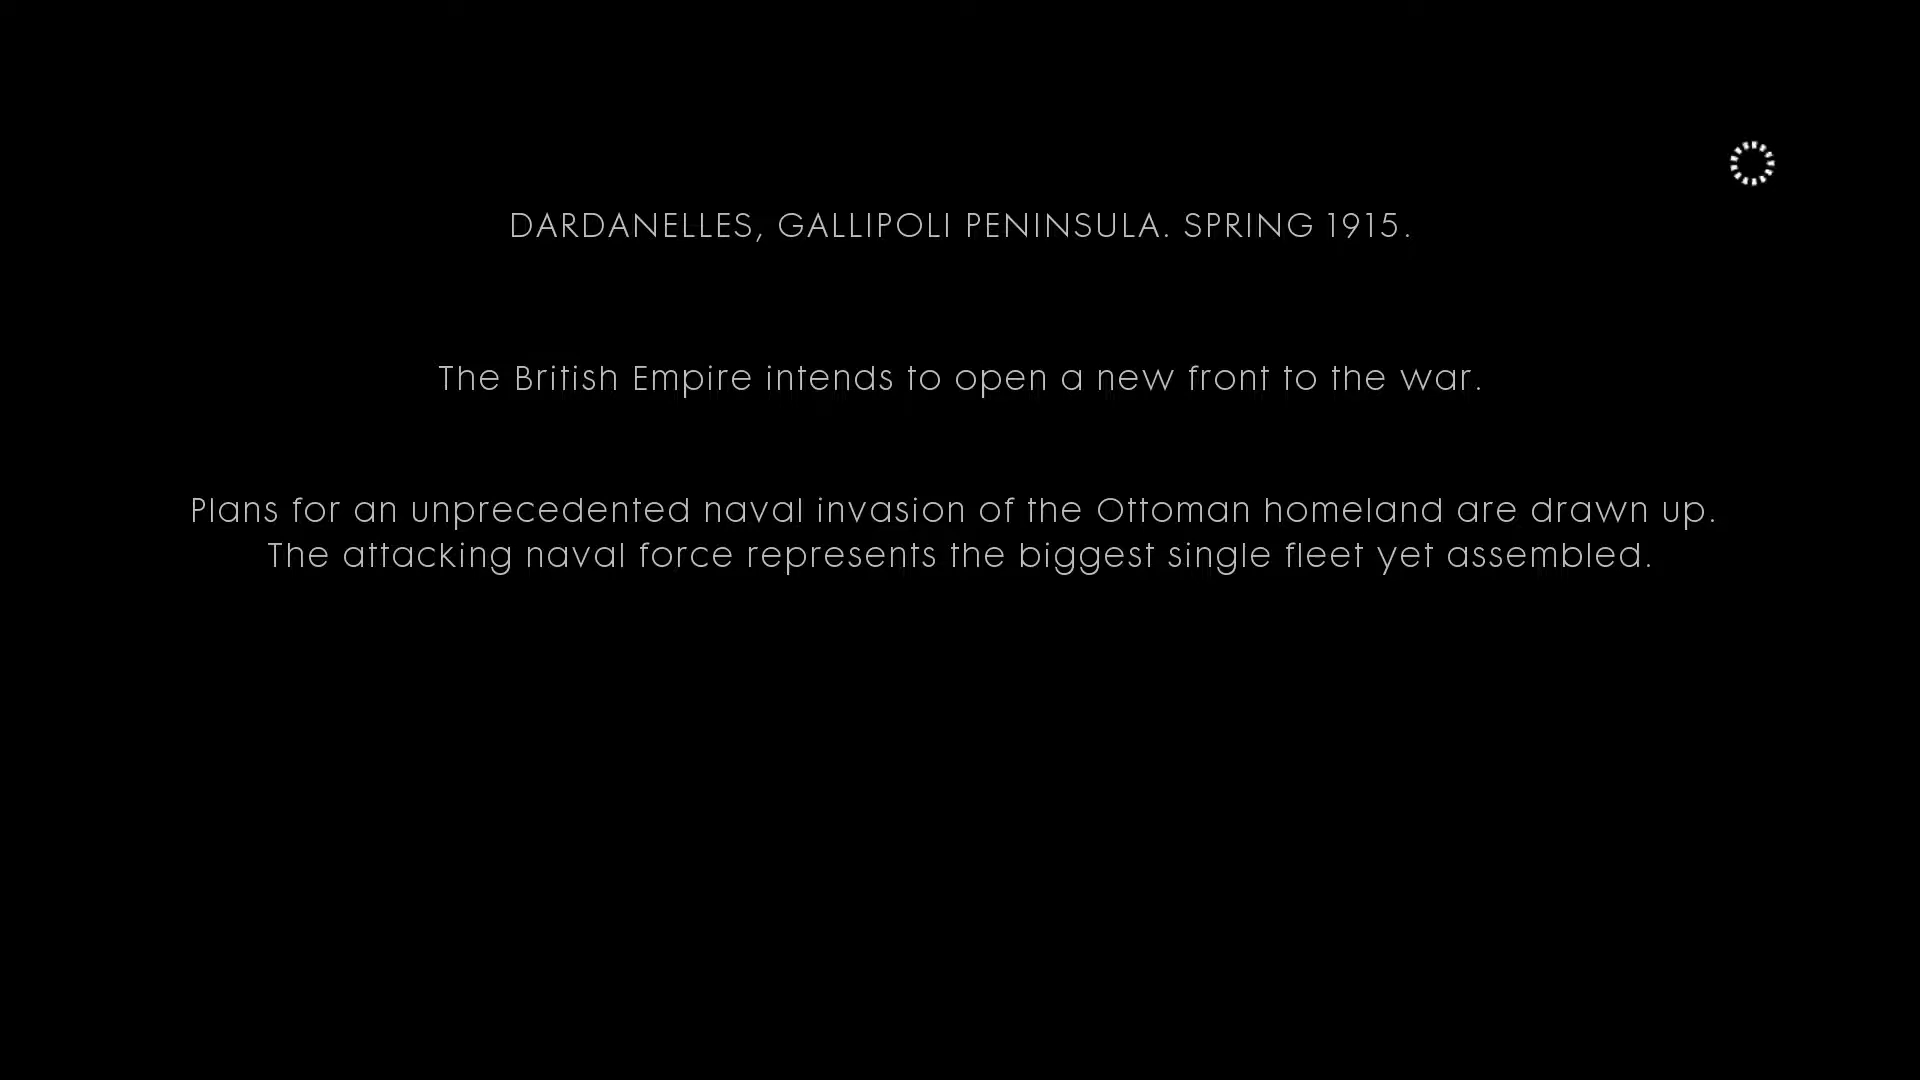 DARDANELLES, GALLIPOLI PENINSULA. SPRING 1915.
The British Empire intends to open a new front to the war.
Plans for an unprecedented naval invasion of the Ottoman homeland are drawn up.
The attacking naval force represents the biggest single fleet yet assembled.